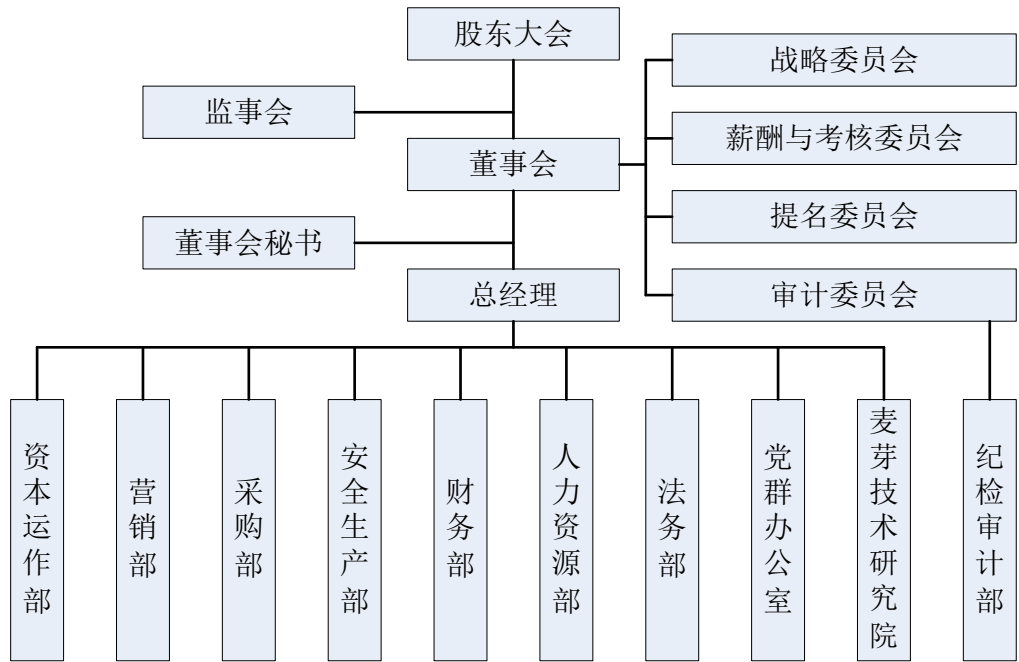 股东大会
战略委员会
监事会
薪酬与考核委员会
董事会
提名委员会
董事会秘书
总经理
审计委员会
资本运作部
营销部
采购部
安全生产部
财务部
人力资源部
法务部
党群办公室
麦芽技术研究院
纪检审计部